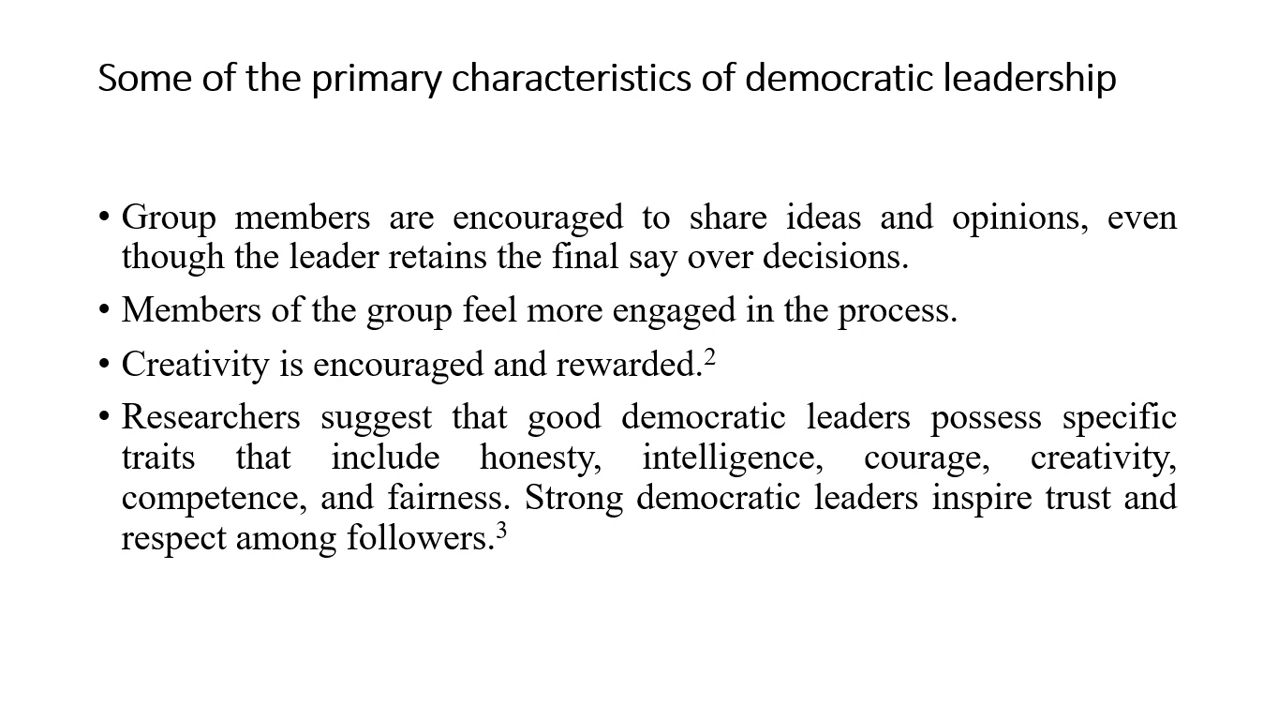 Some of the primary characteristics of democratic leadership
• Group members are encouraged to share ideas and opinions, even
though the leader retains the final say over decisions.
• Members of the group feel more engaged in the process.
• Creativity is encouraged and rewarded.²
• Researchers suggest that good democratic leaders possess specific
traits that include honesty, intelligence, courage, creativity,
competence, and fairness. Strong democratic leaders inspire trust and
respect among followers.³